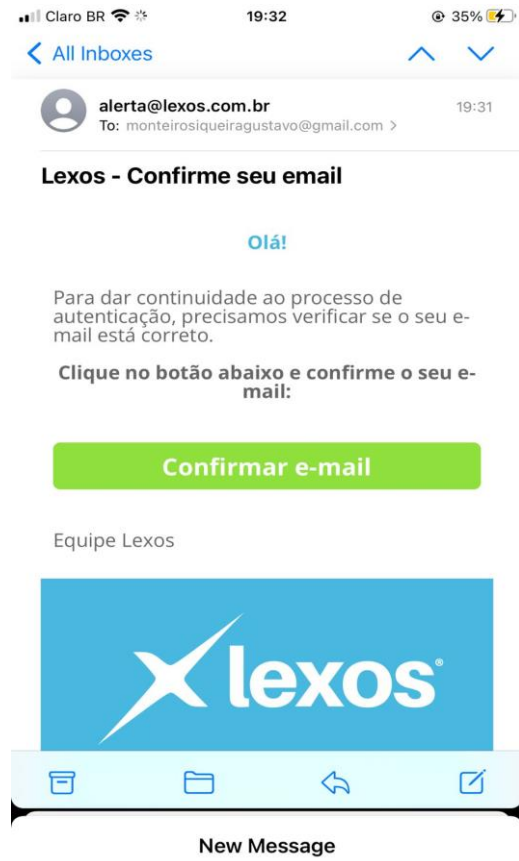 Claro BR 19:32 35%
All Inboxes
alerta@lexos.com.br 19:31
To: monteirosiqueiragustavo@gmail.com >
Lexos - Confirme seu email
Olá!
Para dar continuidade ao processo de
autenticação, precisamos verificar se o seu e-
mail está correto.
Clique no botão abaixo e confirme o seu e-
mail:
Confirmar e-mail
Equipe Lexos
lexos®
New Message